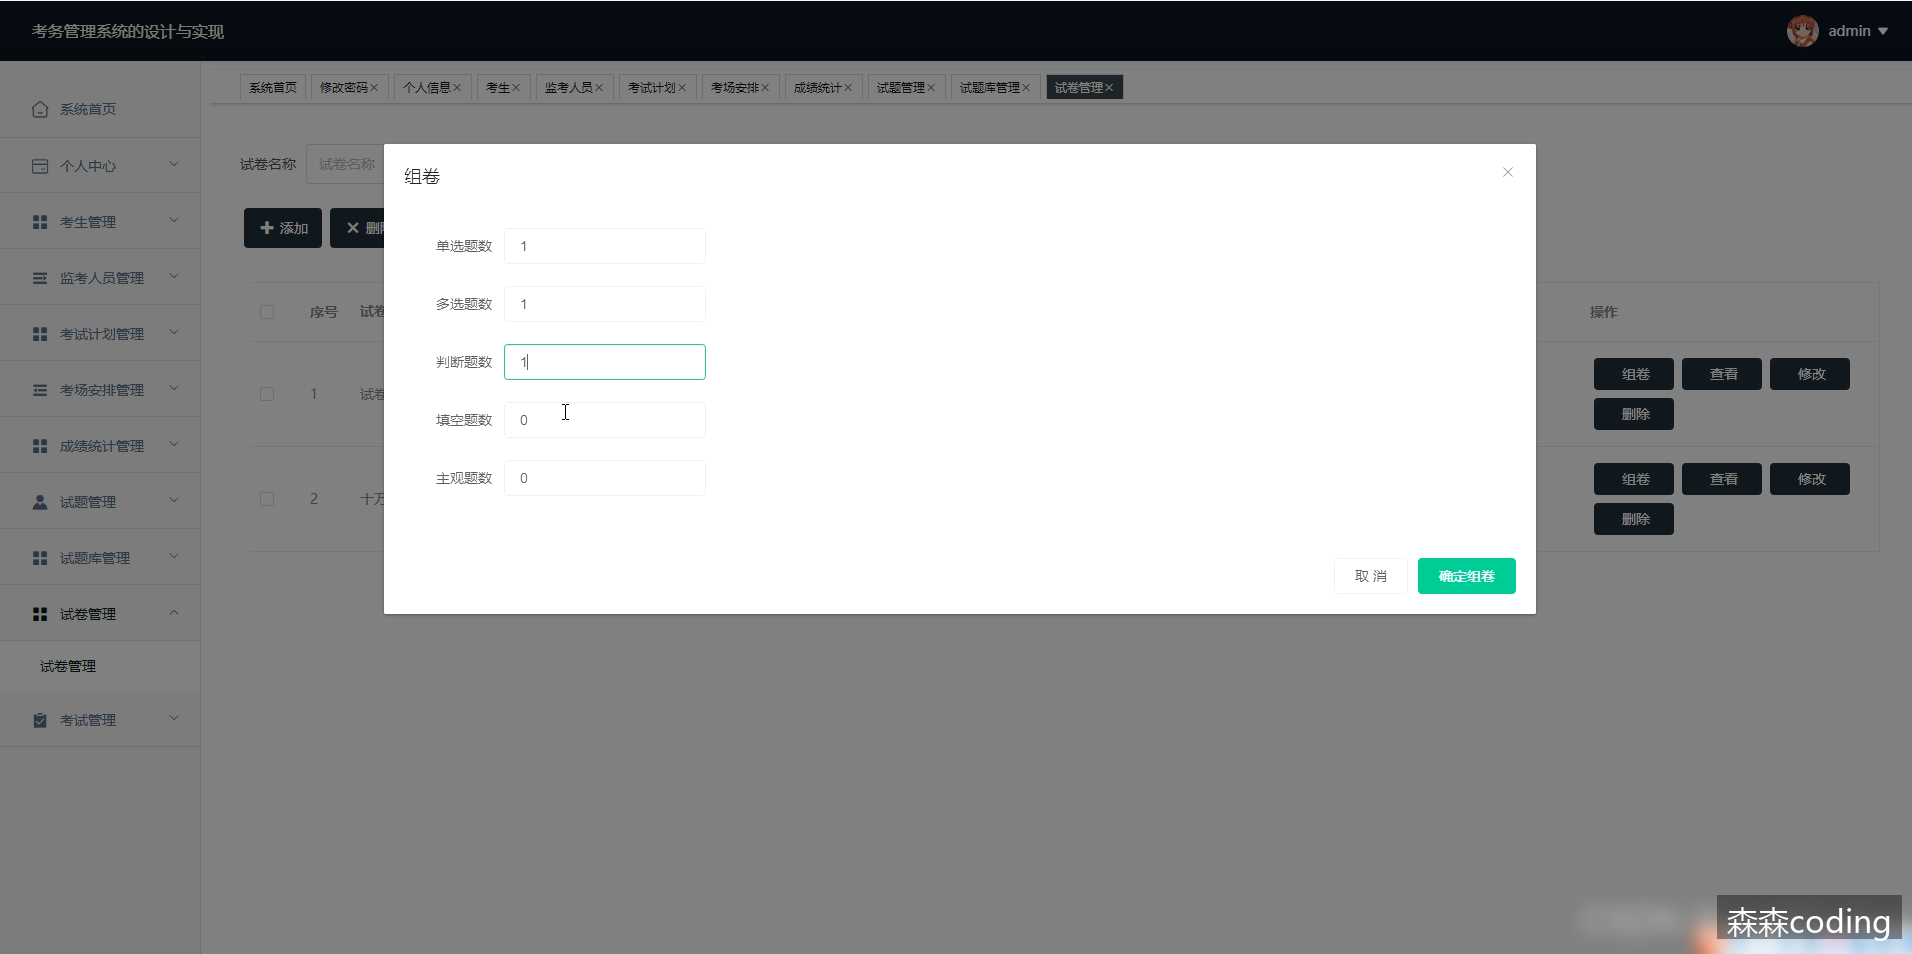 考务管理系统的设计与实现
admin
系统首页 修改密码 个人信息 考生 监考人员 考试计划 考场安排 成绩统计 试题管理 试题库管理 试卷管理
系统首页
个人中心
考生管理
监考人员管理
考试计划管理
考场安排管理
成绩统计管理
试题管理
试题库管理
试卷管理
试卷管理
考试管理
试卷名称 试卷名称
添加
序号 试卷
操作
1 试卷
组卷 查看 修改
删除
2 十万
组卷 查看 修改
删除
组卷
单选题数 1
多选题数 1
判断题数 1
填空题数 0
主观题数 0
取 消 确定组卷
森森coding